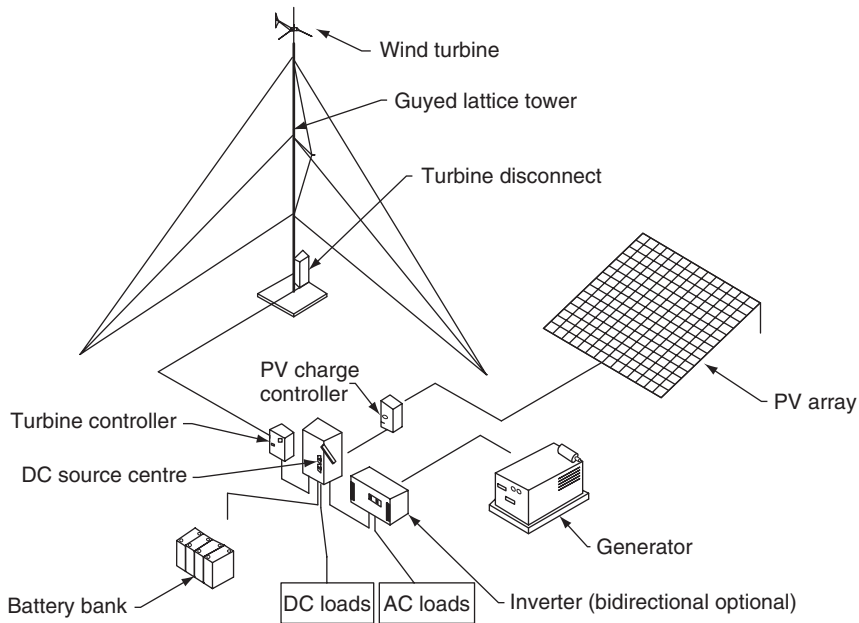 Wind turbine
Guyed lattice tower
Turbine disconnect
PV charge
controller
PV array
Turbine controller
DC source centre
Generator
Battery bank
DC loads
AC loads
Inverter (bidirectional optional)